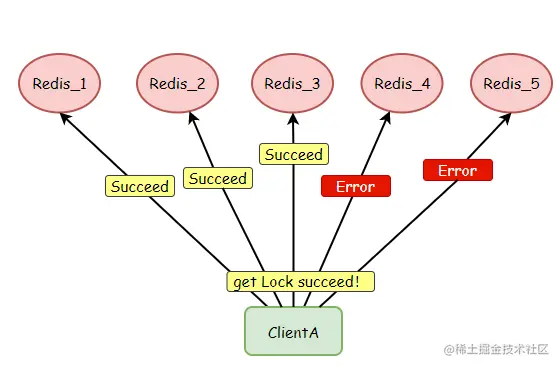 Redis_1
Redis_2
Redis_3
Redis_4
Redis_5
Succeed
Succeed
Succeed
Error
Error
get Lock succeed!
ClientA
@稀土掘金技术社区